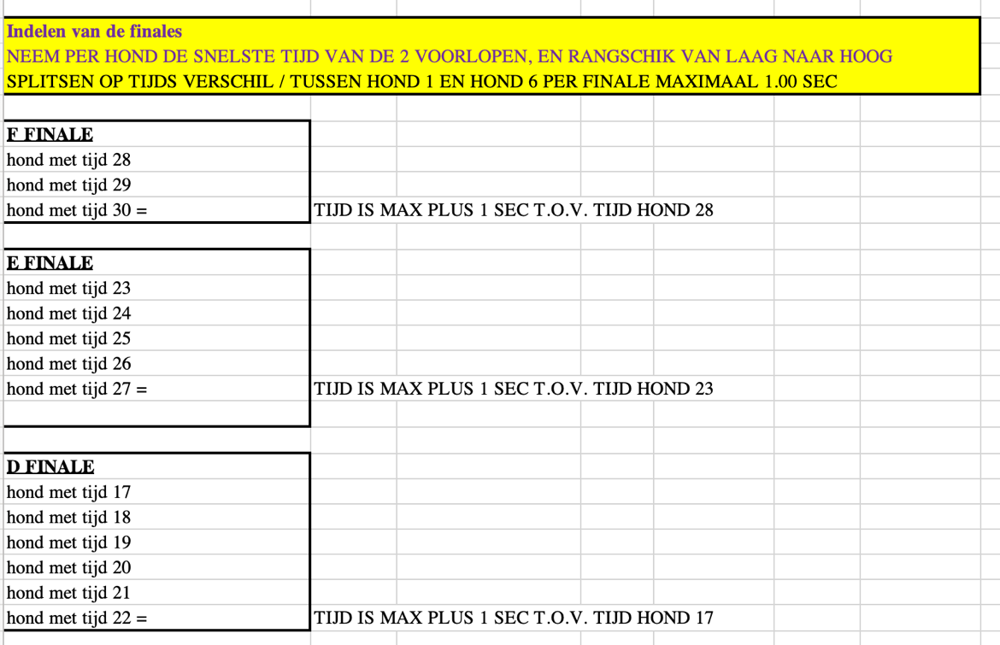 Indelen van de finales
NEEM PER HOND DE SNELSTE TIJD VAN DE 2 VOORLOPEN, EN RANGSCHIK VAN LAAG NAAR HOOG
SPLITSEN OP TIJDS VERSCHIL / TUSSEN HOND 1 EN HOND 6 PER FINALE MAXIMAAL 1.00 SEC
F FINALE
hond met tijd 28
hond met tijd 29
hond met tijd 30 = TIJD IS MAX PLUS 1 SEC T.O.V. TIJD HOND 28
E FINALE
hond met tijd 23
hond met tijd 24
hond met tijd 25
hond met tijd 26
hond met tijd 27 = TIJD IS MAX PLUS 1 SEC T.O.V. TIJD HOND 23
D FINALE
hond met tijd 17
hond met tijd 18
hond met tijd 19
hond met tijd 20
hond met tijd 21
hond met tijd 22 = TIJD IS MAX PLUS 1 SEC T.O.V. TIJD HOND 17